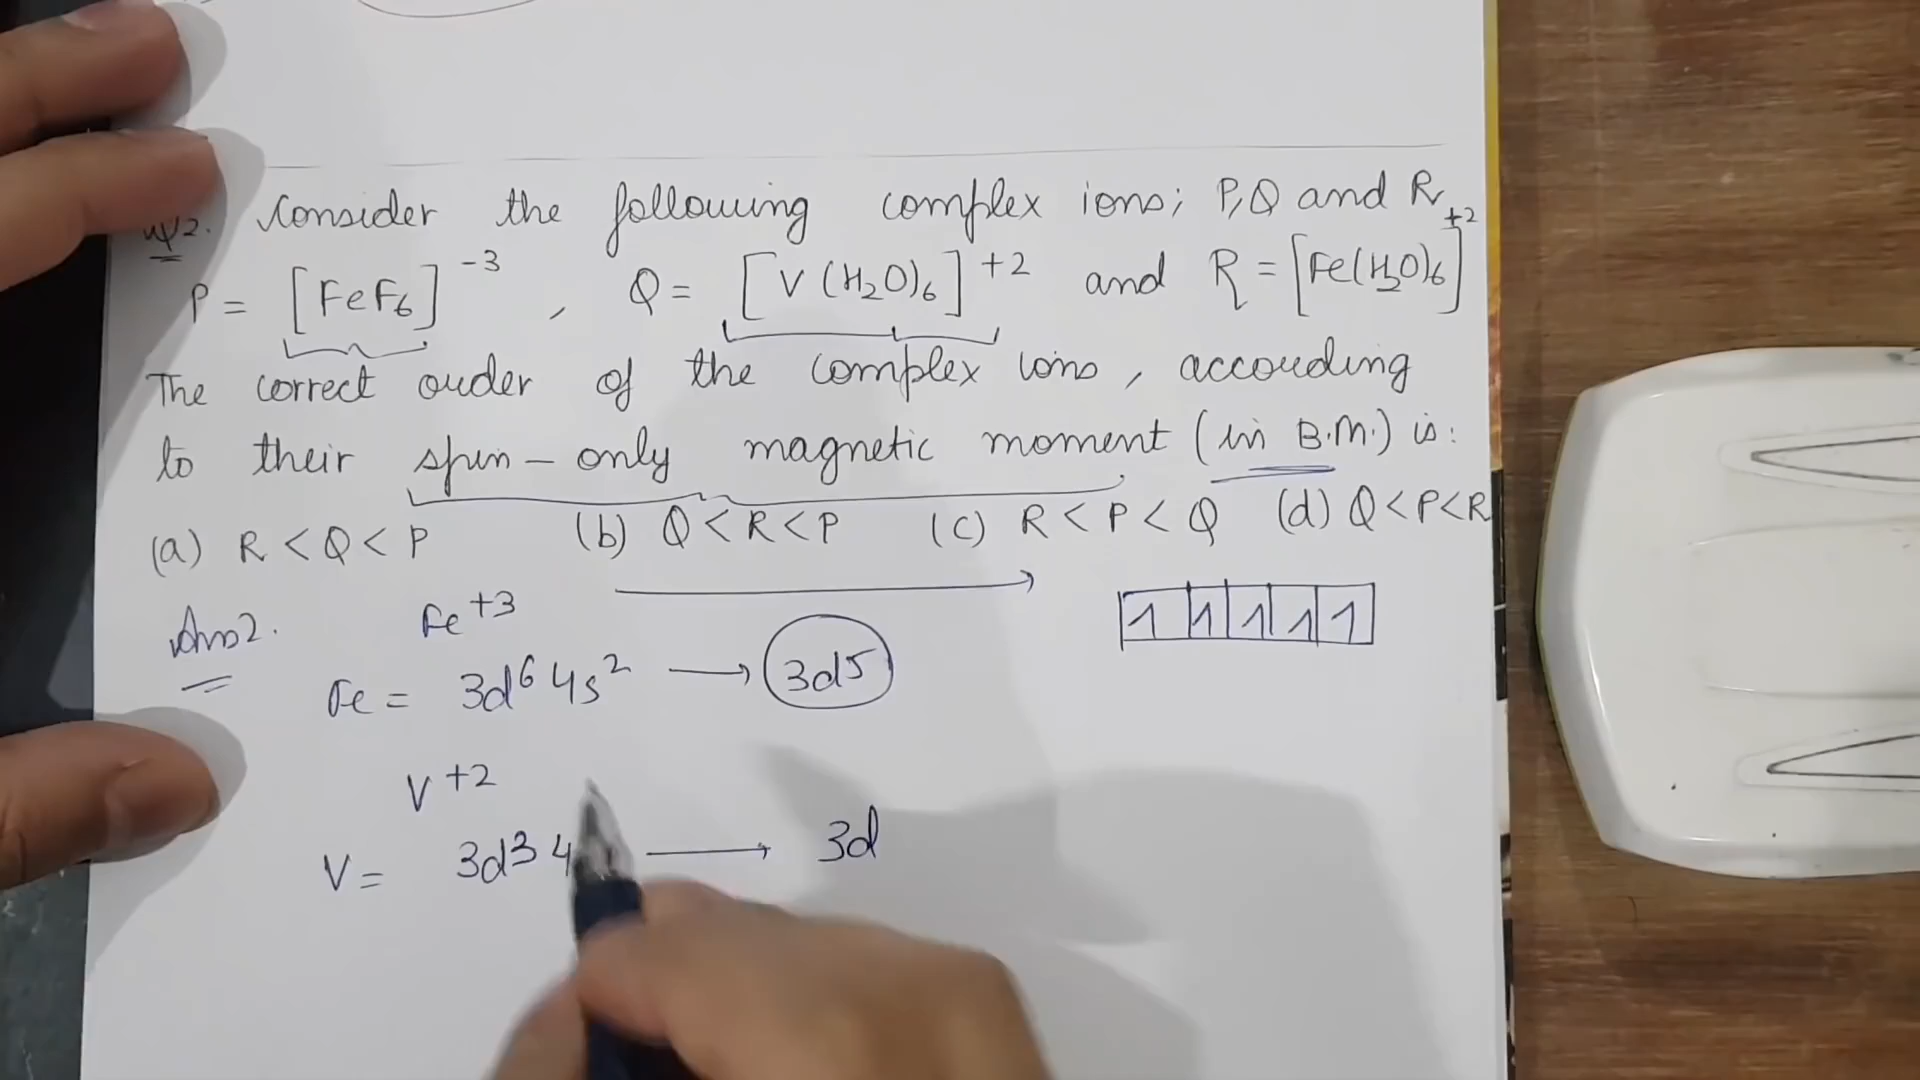 Consider the following complex ions; P,Q and R
P = [FeF₆]⁻³ , Q = [V(H₂O)₆]⁺² and R = [Fe(H₂O)₆]⁺²
The correct order of the complex ions, according
to their spin-only magnetic moment (in B.M.) is:
(a) R < Q < P (b) Q < R < P (c) R < P < Q (d) Q < P < R
Ans2. Fe⁺³
1 1 1 1 1
Fe = 3d⁶ 4s² → 3d⁵
V⁺²
V = 3d³ 4 → 3d